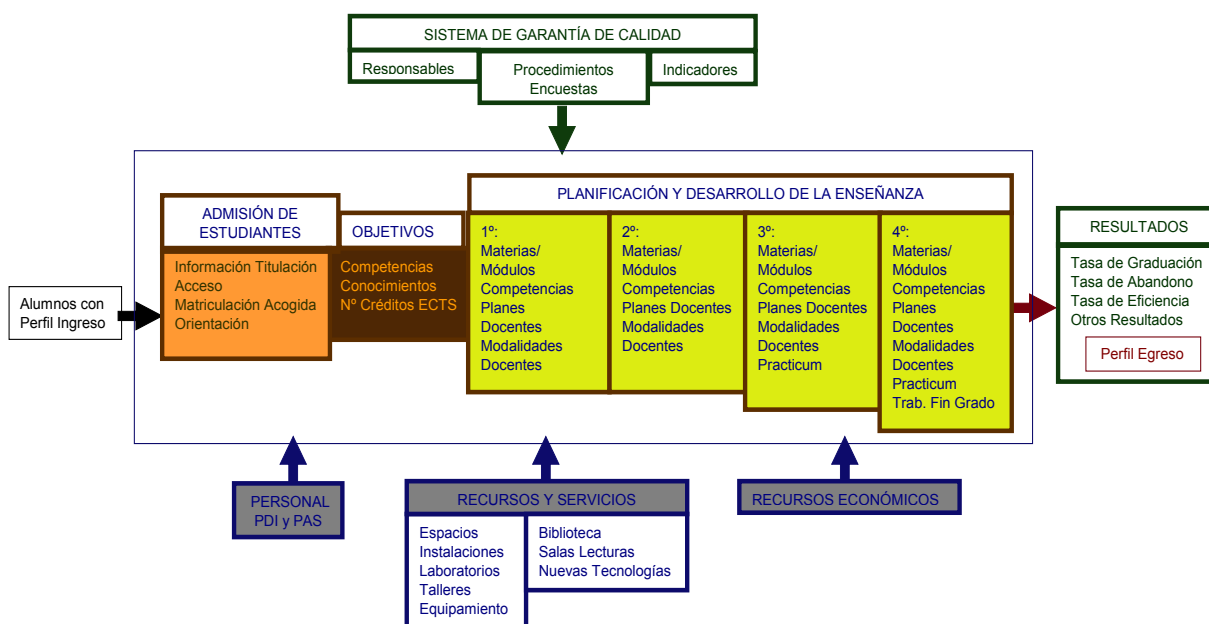 SISTEMA DE GARANTÍA DE CALIDAD
Responsables
Procedimientos
Encuestas
Indicadores
PLANIFICACIÓN Y DESARROLLO DE LA ENSEÑANZA
ADMISIÓN DE
ESTUDIANTES
Información Titulación
Acceso
Matriculación Acogida
Orientación
OBJETIVOS
Competencias
Conocimientos
Nº Créditos ECTS
1º:
Materias/
Módulos
Competencias
Planes
Docentes
Modalidades
Docentes
2º:
Materias/
Módulos
Competencias
Planes Docentes
Modalidades
Docentes
3º:
Materias/
Módulos
Competencias
Planes Docentes
Modalidades
Docentes
Practicum
4º:
Materias/
Módulos
Competencias
Planes
Docentes
Modalidades
Docentes
Practicum
Trab. Fin Grado
Alumnos con
Perfil Ingreso
RESULTADOS
Tasa de Graduación
Tasa de Abandono
Tasa de Eficiencia
Otros Resultados
Perfil Egreso
PERSONAL
PDI y PAS
RECURSOS Y SERVICIOS
Espacios
Instalaciones
Laboratorios
Talleres
Equipamiento
Biblioteca
Salas Lecturas
Nuevas Tecnologías
RECURSOS ECONÓMICOS